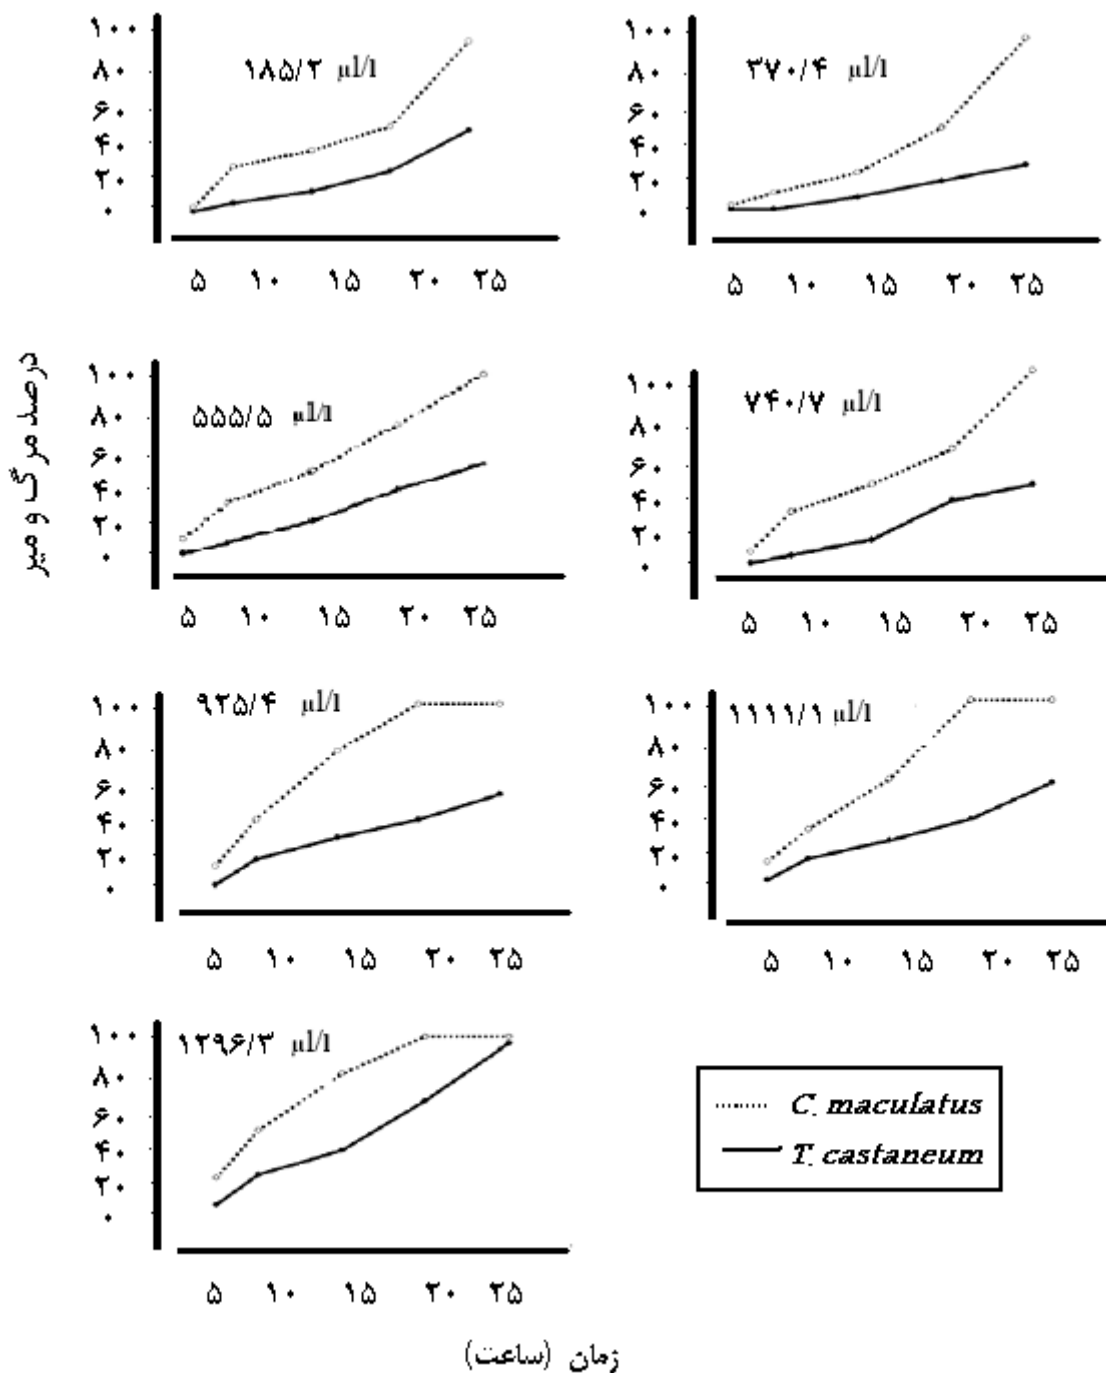 درصد مرگ و میر
۱۸۵/۲ µl/l
۱۰۰
۸۰
۶۰
۴۰
۲۰
۰
۵ ۱۰ ۱۵ ۲۰ ۲۵
۳۷۰/۴ µl/l
۱۰۰
۸۰
۶۰
۴۰
۲۰
۰
۵ ۱۰ ۱۵ ۲۰ ۲۵
۵۵۵/۵ µl/l
۱۰۰
۸۰
۶۰
۴۰
۲۰
۰
۵ ۱۰ ۱۵ ۲۰ ۲۵
۷۴۰/۷ µl/l
۱۰۰
۸۰
۶۰
۴۰
۲۰
۰
۵ ۱۰ ۱۵ ۲۰ ۲۵
۹۲۵/۴ µl/l
۱۰۰
۸۰
۶۰
۴۰
۲۰
۰
۵ ۱۰ ۱۵ ۲۰ ۲۵
۱۱۱۱/۱ µl/l
۱۰۰
۸۰
۶۰
۴۰
۲۰
۰
۵ ۱۰ ۱۵ ۲۰ ۲۵
۱۲۹۶/۳ µl/l
۱۰۰
۸۰
۶۰
۴۰
۲۰
۰
۵ ۱۰ ۱۵ ۲۰ ۲۵
C. maculatus
T. castaneum
زمان (ساعت)